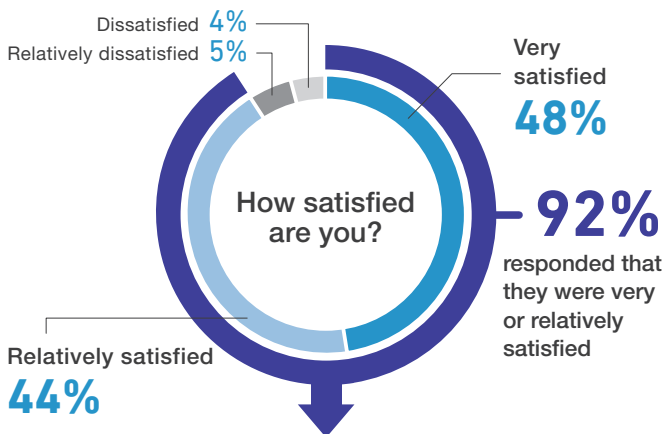 Dissatisfied 4%
Relatively dissatisfied 5%
Very
satisfied
48%
How satisfied
are you?
92%
responded that
they were very
or relatively
satisfied
Relatively satisfied
44%